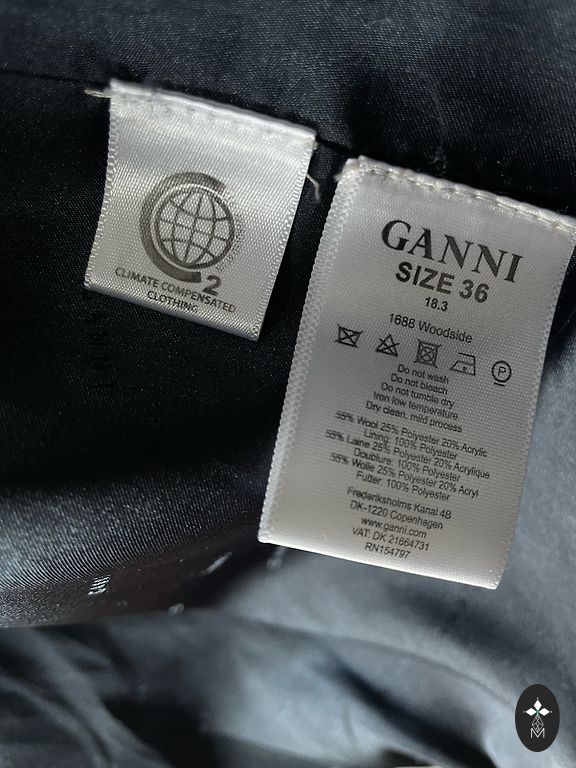 2
CLIMATE COMPENSATED
CLOTHING
GANNI
SIZE 36
18.3
1688 Woodside
P
Do not wash
Do not bleach
Do not tumble dry
Iron low temperature
Dry clean, mild process
55% Wool 25% Polyester 20% Acrylic
Lining: 100% Polyester
55% Laine 25% Polyester 20% Acrylique
Doublure: 100% Polyester
55% Wolle 25% Polyester 20% Acryl
Futter: 100% Polyester
Frederiksholms Kanal 4B
DK-1220 Copenhagen
www.ganni.com
VAT: DK 21664731
RN154797
M